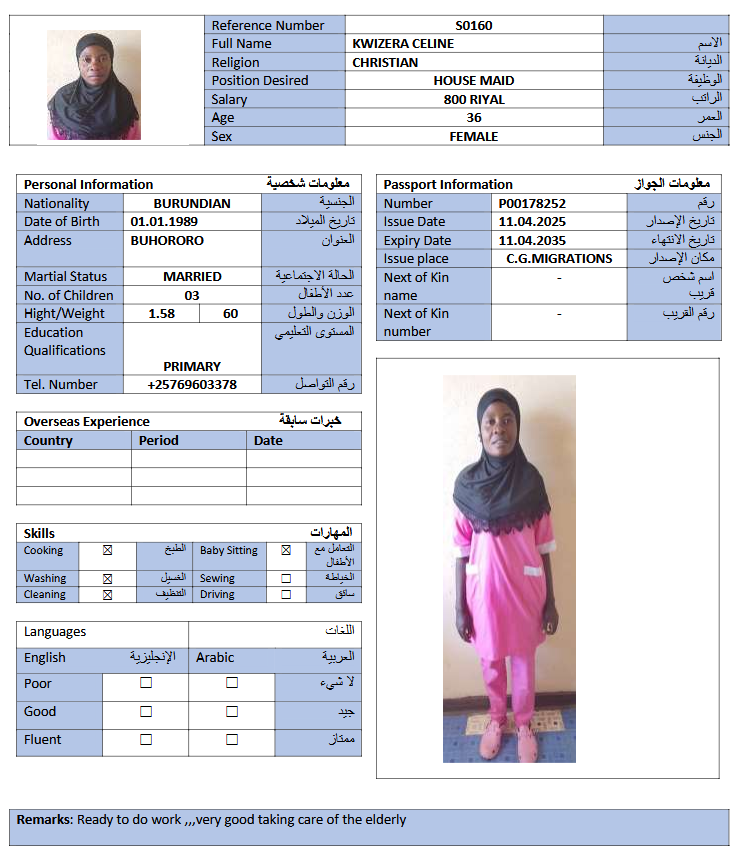 Reference Number S0160
Full Name KWIZERA CELINE الاسم
Religion CHRISTIAN الديانة
Position Desired HOUSE MAID الوظيفة
Salary 800 RIYAL الراتب
Age 36 العمر
Sex FEMALE الجنس
Personal Information معلومات شخصية
Nationality BURUNDIAN الجنسية
Date of Birth 01.01.1989 تاريخ الميلاد
Address BUHORORO العنوان
Martial Status MARRIED الحالة الاجتماعية
No. of Children 03 عدد الأطفال
Hight/Weight 1.58 60 الوزن والطول
Education المستوى التعليمي
Qualifications
PRIMARY
Tel. Number +25769603378 رقم التواصل
Passport Information معلومات الجواز
Number P00178252 رقم
Issue Date 11.04.2025 تاريخ الإصدار
Expiry Date 11.04.2035 تاريخ الانتهاء
Issue place C.G.MIGRATIONS مكان الإصدار
Next of Kin - اسم شخص
name قريب
Next of Kin - رقم القريب
number
Overseas Experience خبرات سابقة
Country Period Date
Skills المهارات
Cooking ☒ الطبخ Baby Sitting ☒ التعامل مع
الأطفال
Washing ☒ الغسيل Sewing ☐ الخياطة
Cleaning ☒ التنظيف Driving ☐ سائق
Languages اللغات
English الإنجليزية Arabic العربية
Poor ☐ ☐ لا شيء
Good ☐ ☐ جيد
Fluent ☐ ☐ ممتاز
Remarks: Ready to do work ,,,very good taking care of the elderly